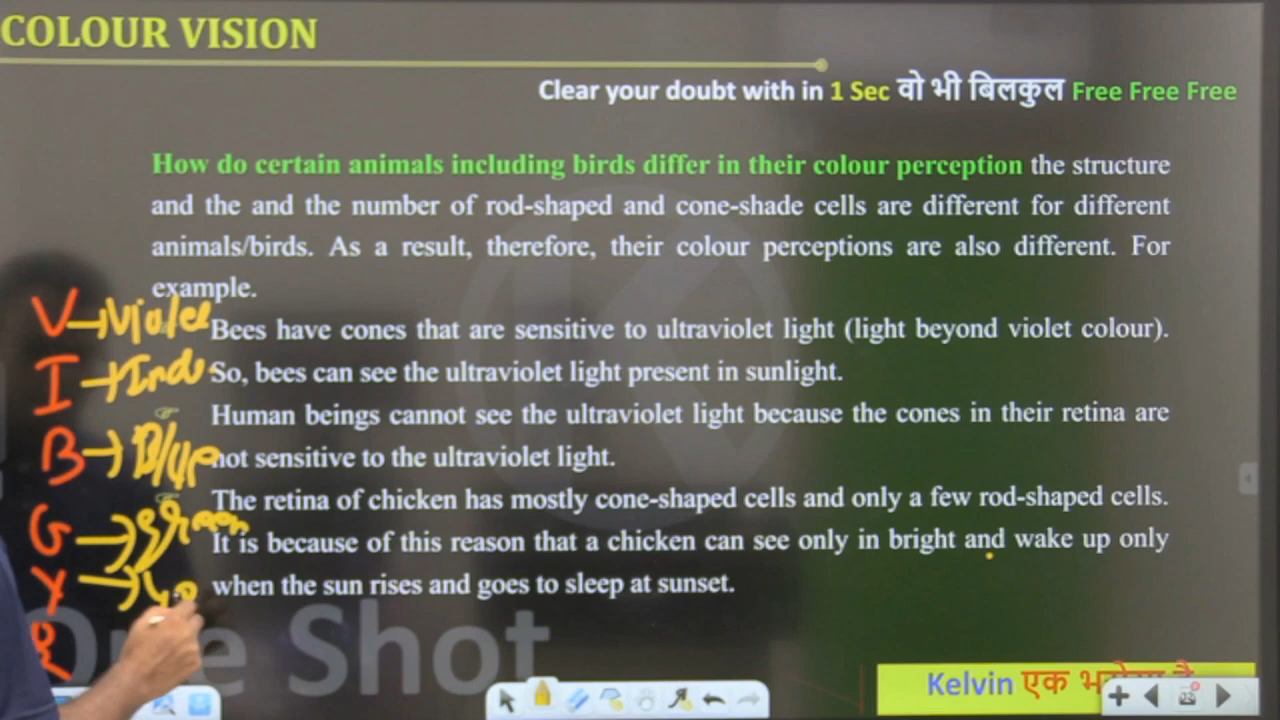 COLOUR VISION
Clear your doubt with in 1 Sec वो भी बिलकुल Free Free Free
How do certain animals including birds differ in their colour perception the structure
and the and the number of rod-shaped and cone-shade cells are different for different
animals/birds. As a result, therefore, their colour perceptions are also different. For
example.
V → Violet
Bees have cones that are sensitive to ultraviolet light (light beyond violet colour).
I → Indi
So, bees can see the ultraviolet light present in sunlight.
Human beings cannot see the ultraviolet light because the cones in their retina are
B → Blue
not sensitive to the ultraviolet light.
The retina of chicken has mostly cone-shaped cells and only a few rod-shaped cells.
G → green
It is because of this reason that a chicken can see only in bright and wake up only
Y → Ye
when the sun rises and goes to sleep at sunset.
One Shot
Kelvin एक